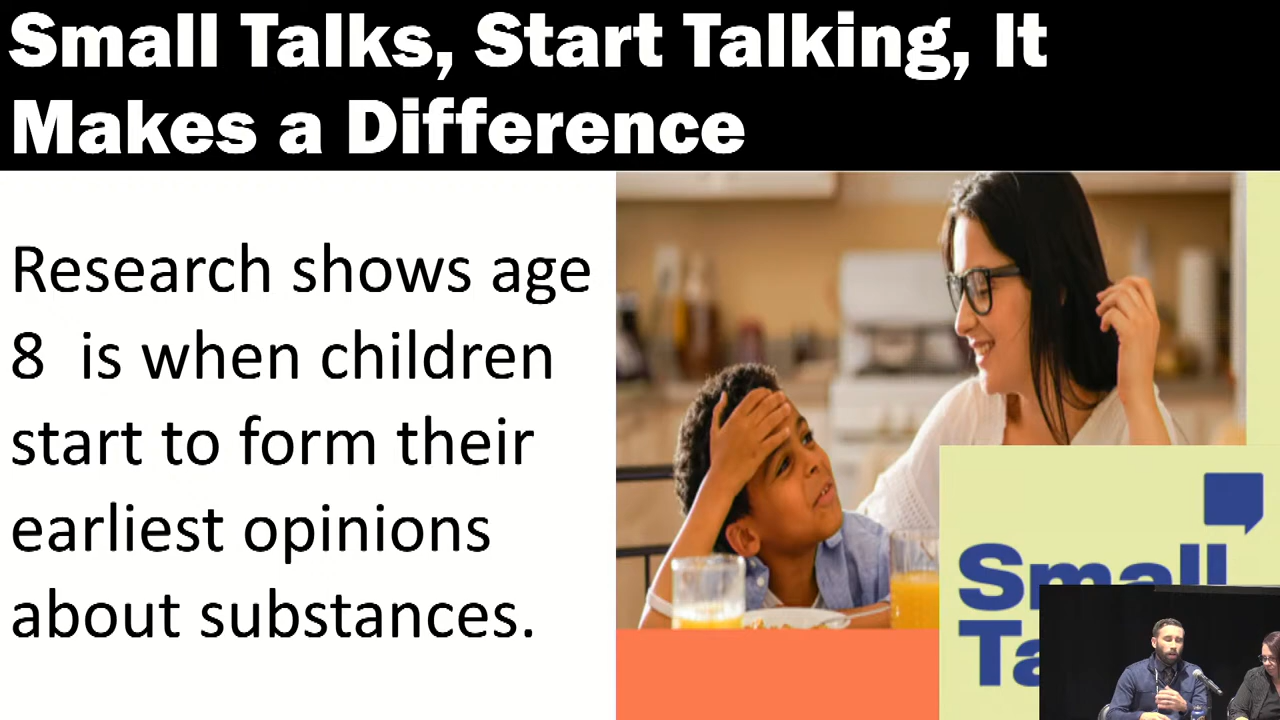 Small Talks, Start Talking, It
Makes a Difference
Research shows age
8 is when children
start to form their
earliest opinions
about substances.
Small